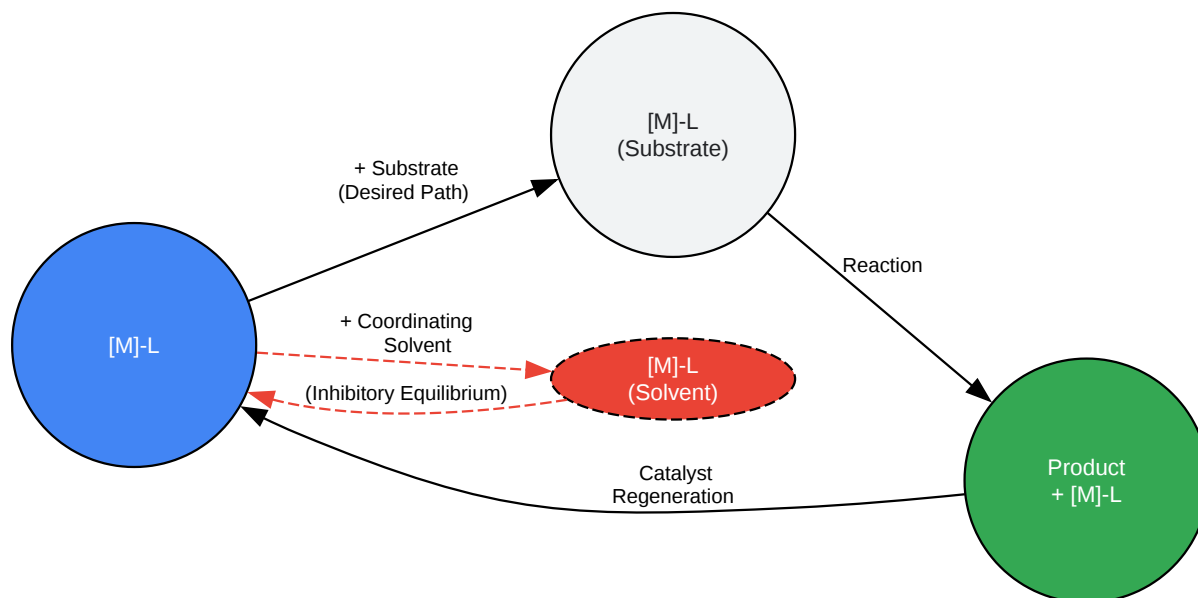 [M]-L
(Substrate)
+ Substrate
(Desired Path)
Reaction
[M]-L
+ Coordinating
Solvent
[M]-L
(Solvent)
(Inhibitory Equilibrium)
Catalyst
Regeneration
Product
+ [M]-L